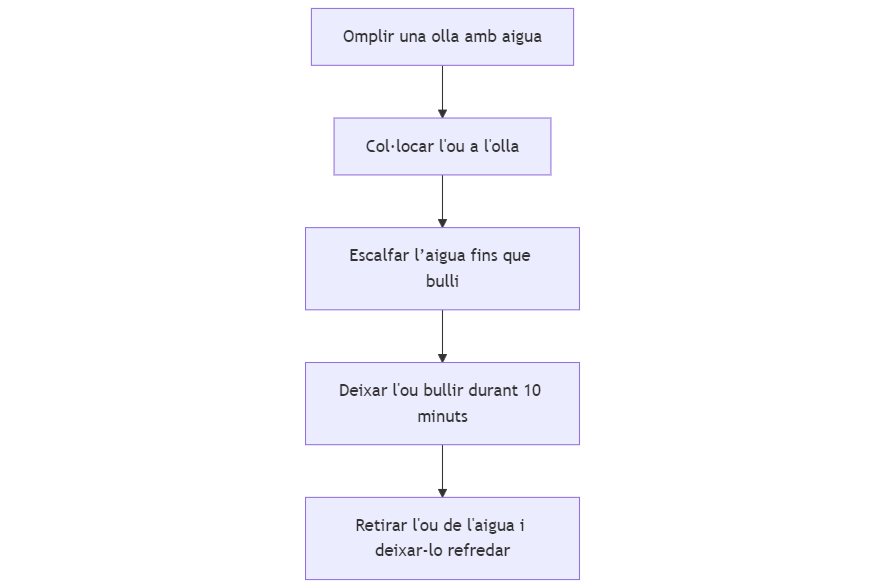 Omplir una olla amb aigua
Col·locar l'ou a l'olla
Escalfar l’aigua fins que
bulli
Deixar l'ou bullir durant 10
minuts
Retirar l'ou de l'aigua i
deixar-lo refredar